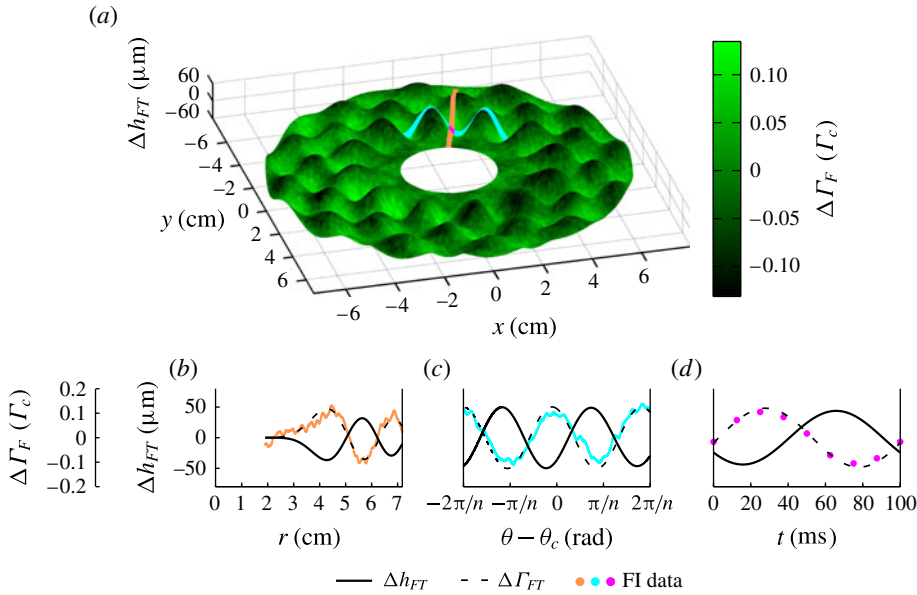 (a)
Δh_FT (μm)
60
0
−60
−6
−4
−2
0
2
4
6
y (cm)
−6
−4
−2
0
2
4
6
x (cm)
0.10
0.05
0
−0.05
−0.10
ΔΓ_F (Γ_c)
(b)
(c)
(d)
ΔΓ_F (Γ_c)
0.2
0.1
0
−0.1
−0.2
Δh_FT (μm)
50
0
−50
0 1 2 3 4 5 6 7
r (cm)
−2π/n −π/n 0 π/n 2π/n
θ − θ_c (rad)
0 20 40 60 80 100
t (ms)
Δh_FT ΔΓ_FT FI data